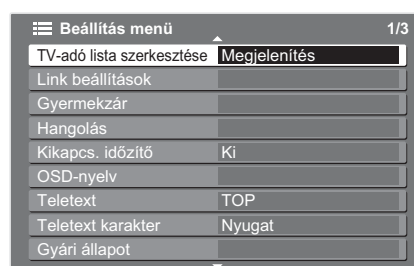 Beállítás menü 1/3
TV-adó lista szerkesztése Megjelenítés
Link beállítások
Gyermekzár
Hangolás
Kikapcs. időzítő Ki
OSD-nyelv
Teletext TOP
Teletext karakter Nyugat
Gyári állapot